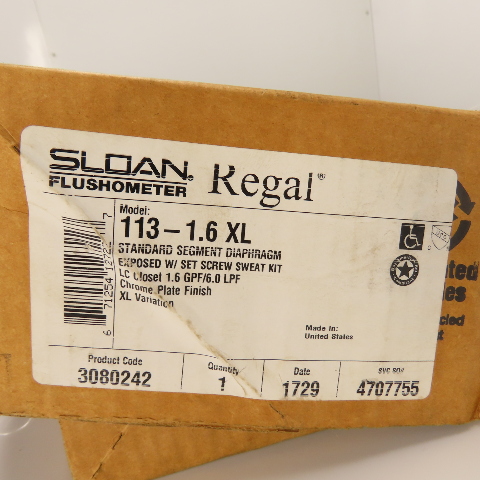 SLOAN® Regal®
FLUSHOMETER
Model:
113-1.6 XL
STANDARD SEGMENT DIAPHRAGM
EXPOSED W/ SET SCREW SWEAT KIT
LC Closet 1.6 GPF/6.0 LPF
Chrome Plate Finish
XL Variation
Made In:
United States
Product Code
3080242
Quantity
1
Date
1729
SVC SO#
4707755